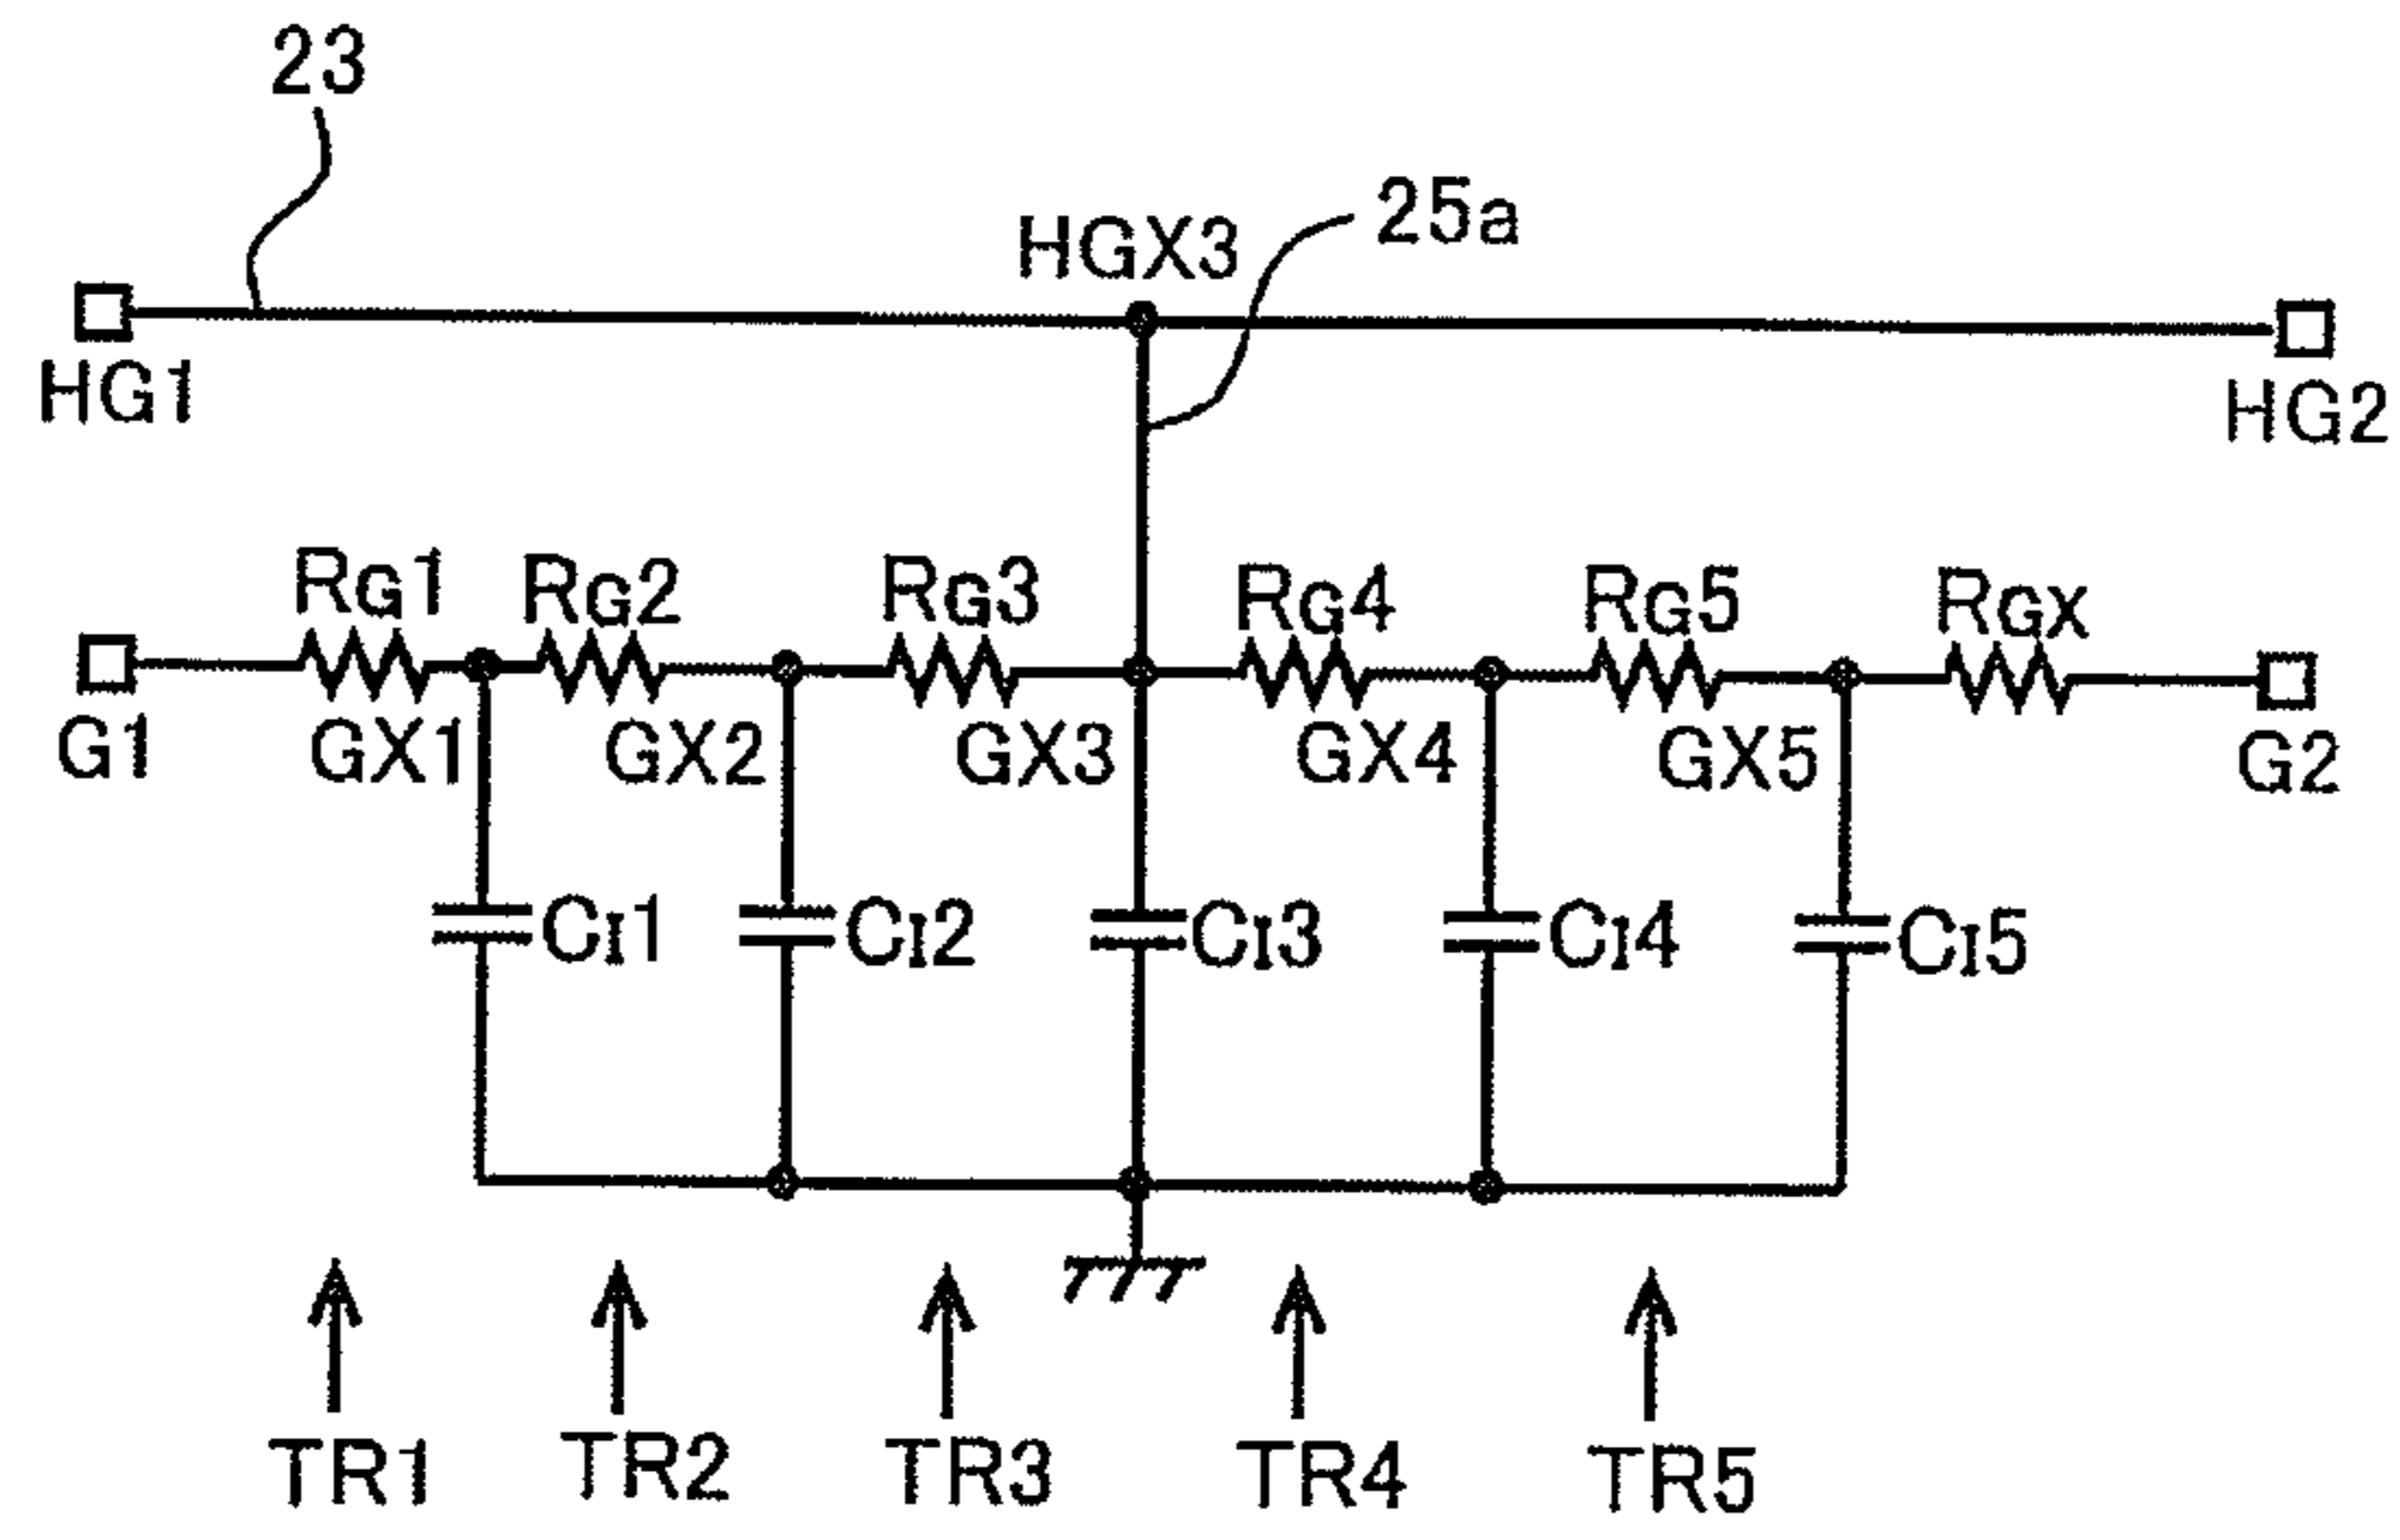 23
HGX3 25a
HG1 HG2
RG1 RG2 RG3 RG4 RG5 RGX
G1 GX1 GX2 GX3 GX4 GX5 G2
CI1 CI2 CI3 CI4 CI5
TR1 TR2 TR3 TR4 TR5